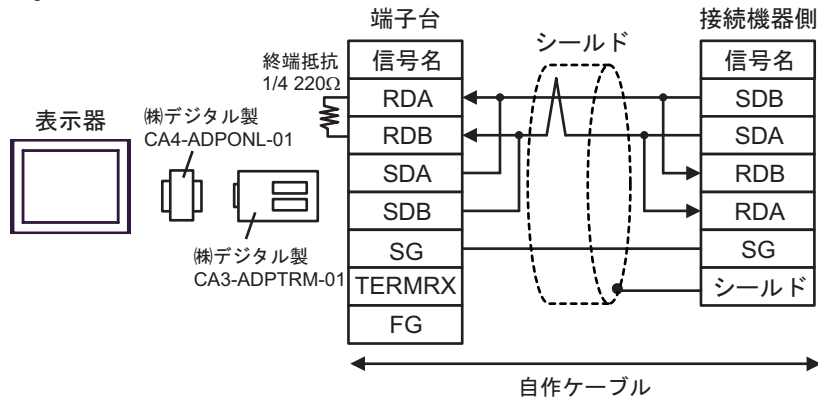 端子台
接続機器側
シールド
終端抵抗
1/4 220Ω
信号名
RDA
RDB
SDA
SDB
SG
TERMRX
FG
信号名
SDB
SDA
RDB
RDA
SG
シールド
表示器
㈱デジタル製
CA4-ADPONL-01
㈱デジタル製
CA3-ADPTRM-01
自作ケーブル